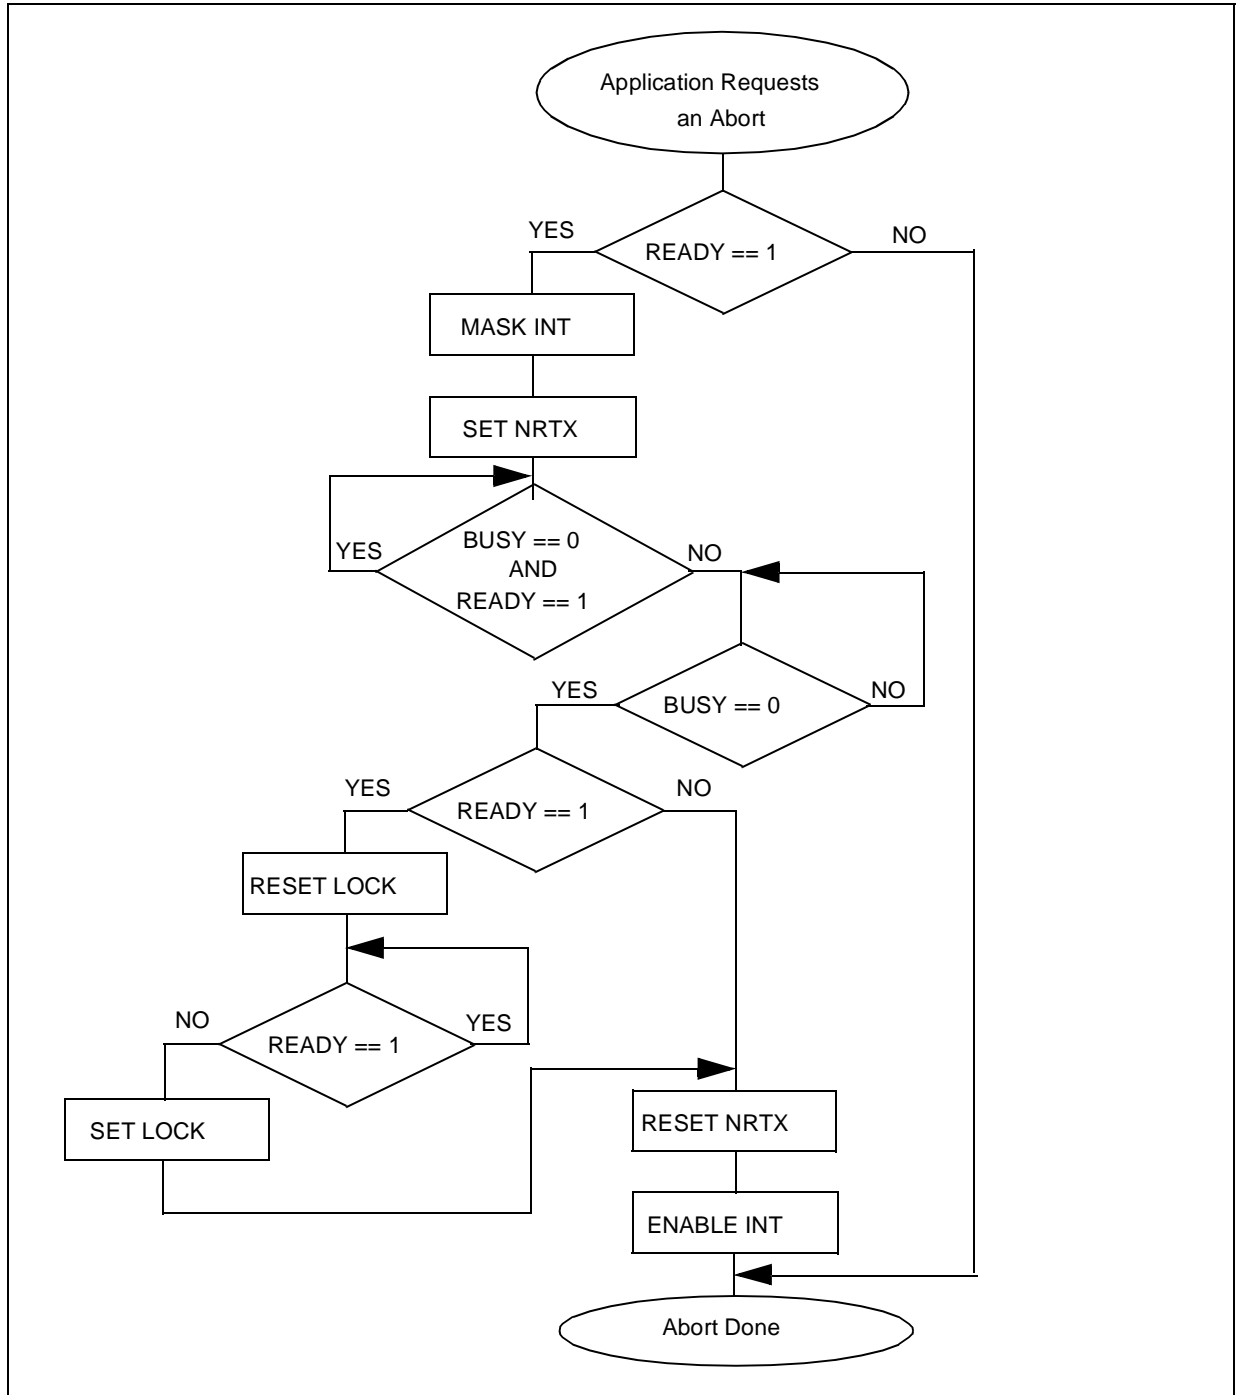 Application Requests
an Abort
YES
NO
READY == 1
MASK INT
SET NRTX
YES
BUSY == 0
AND
READY == 1
NO
YES
BUSY == 0
NO
YES
READY == 1
NO
RESET LOCK
NO
READY == 1
YES
SET LOCK
RESET NRTX
ENABLE INT
Abort Done